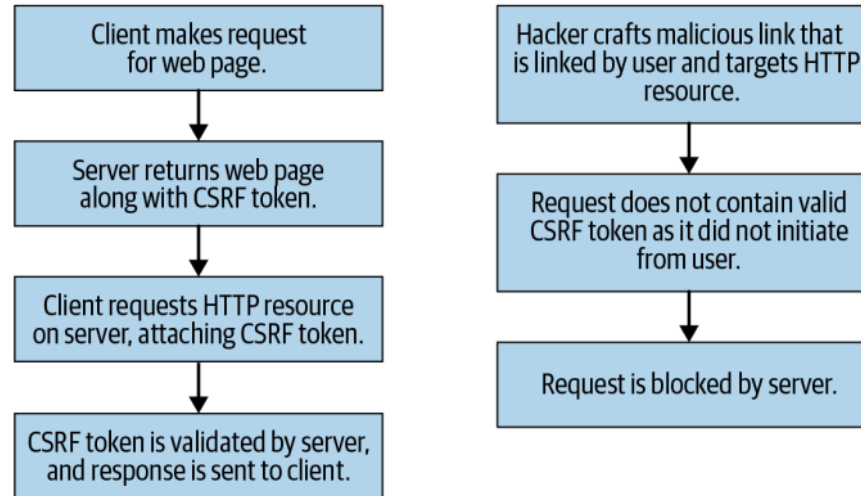 Client makes request
for web page.
Server returns web page
along with CSRF token.
Client requests HTTP resource
on server, attaching CSRF token.
CSRF token is validated by server,
and response is sent to client.
Hacker crafts malicious link that
is linked by user and targets HTTP
resource.
Request does not contain valid
CSRF token as it did not initiate
from user.
Request is blocked by server.